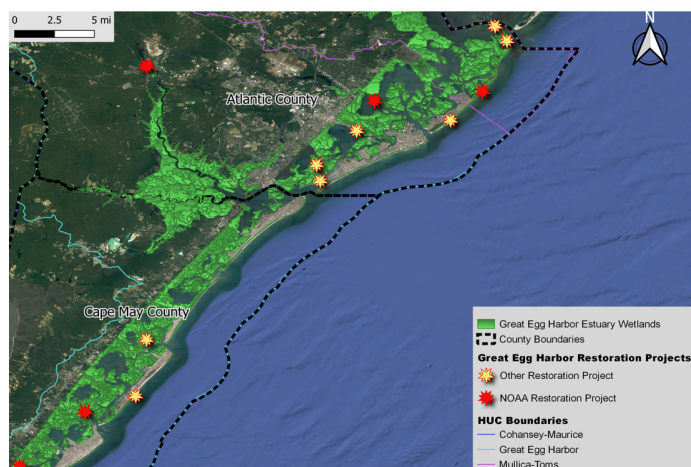 0 2.5 5 mi
N
Atlantic County
Cape May County
Great Egg Harbor Estuary Wetlands
County Boundaries
Great Egg Harbor Restoration Projects
Other Restoration Project
NOAA Restoration Project
HUC Boundaries
Cohansey-Maurice
Great Egg Harbor
Mullica-Toms